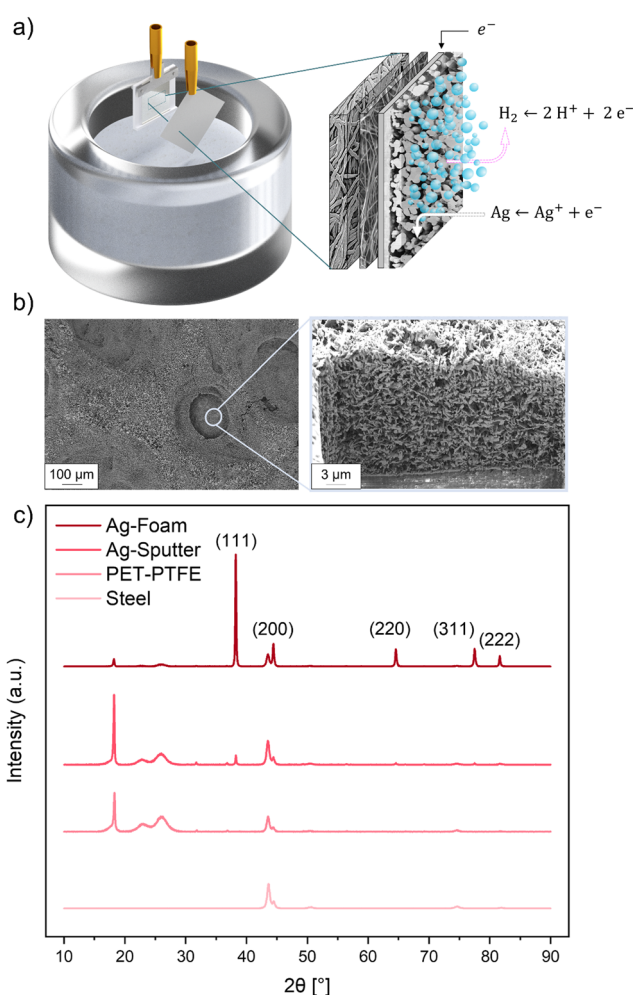 a)
e⁻
H₂ ← 2 H⁺ + 2 e⁻
Ag ← Ag⁺ + e⁻
b)
100 µm
3 µm
c)
Ag-Foam
Ag-Sputter
PET-PTFE
Steel
(111)
(200)
(220)
(311)
(222)
Intensity (a.u.)
10 20 30 40 50 60 70 80 90
2θ [°]